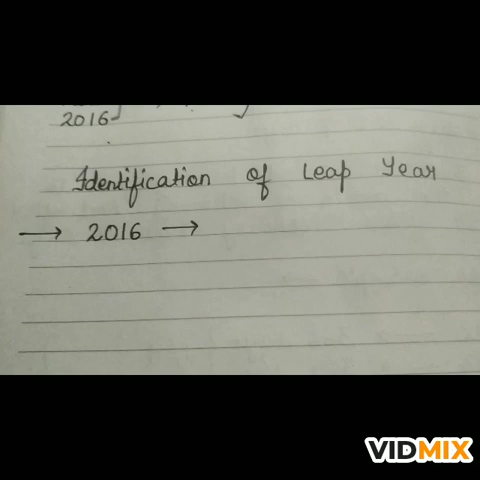 2016
Identification of Leap Year
→ 2016 →
VIDMIX